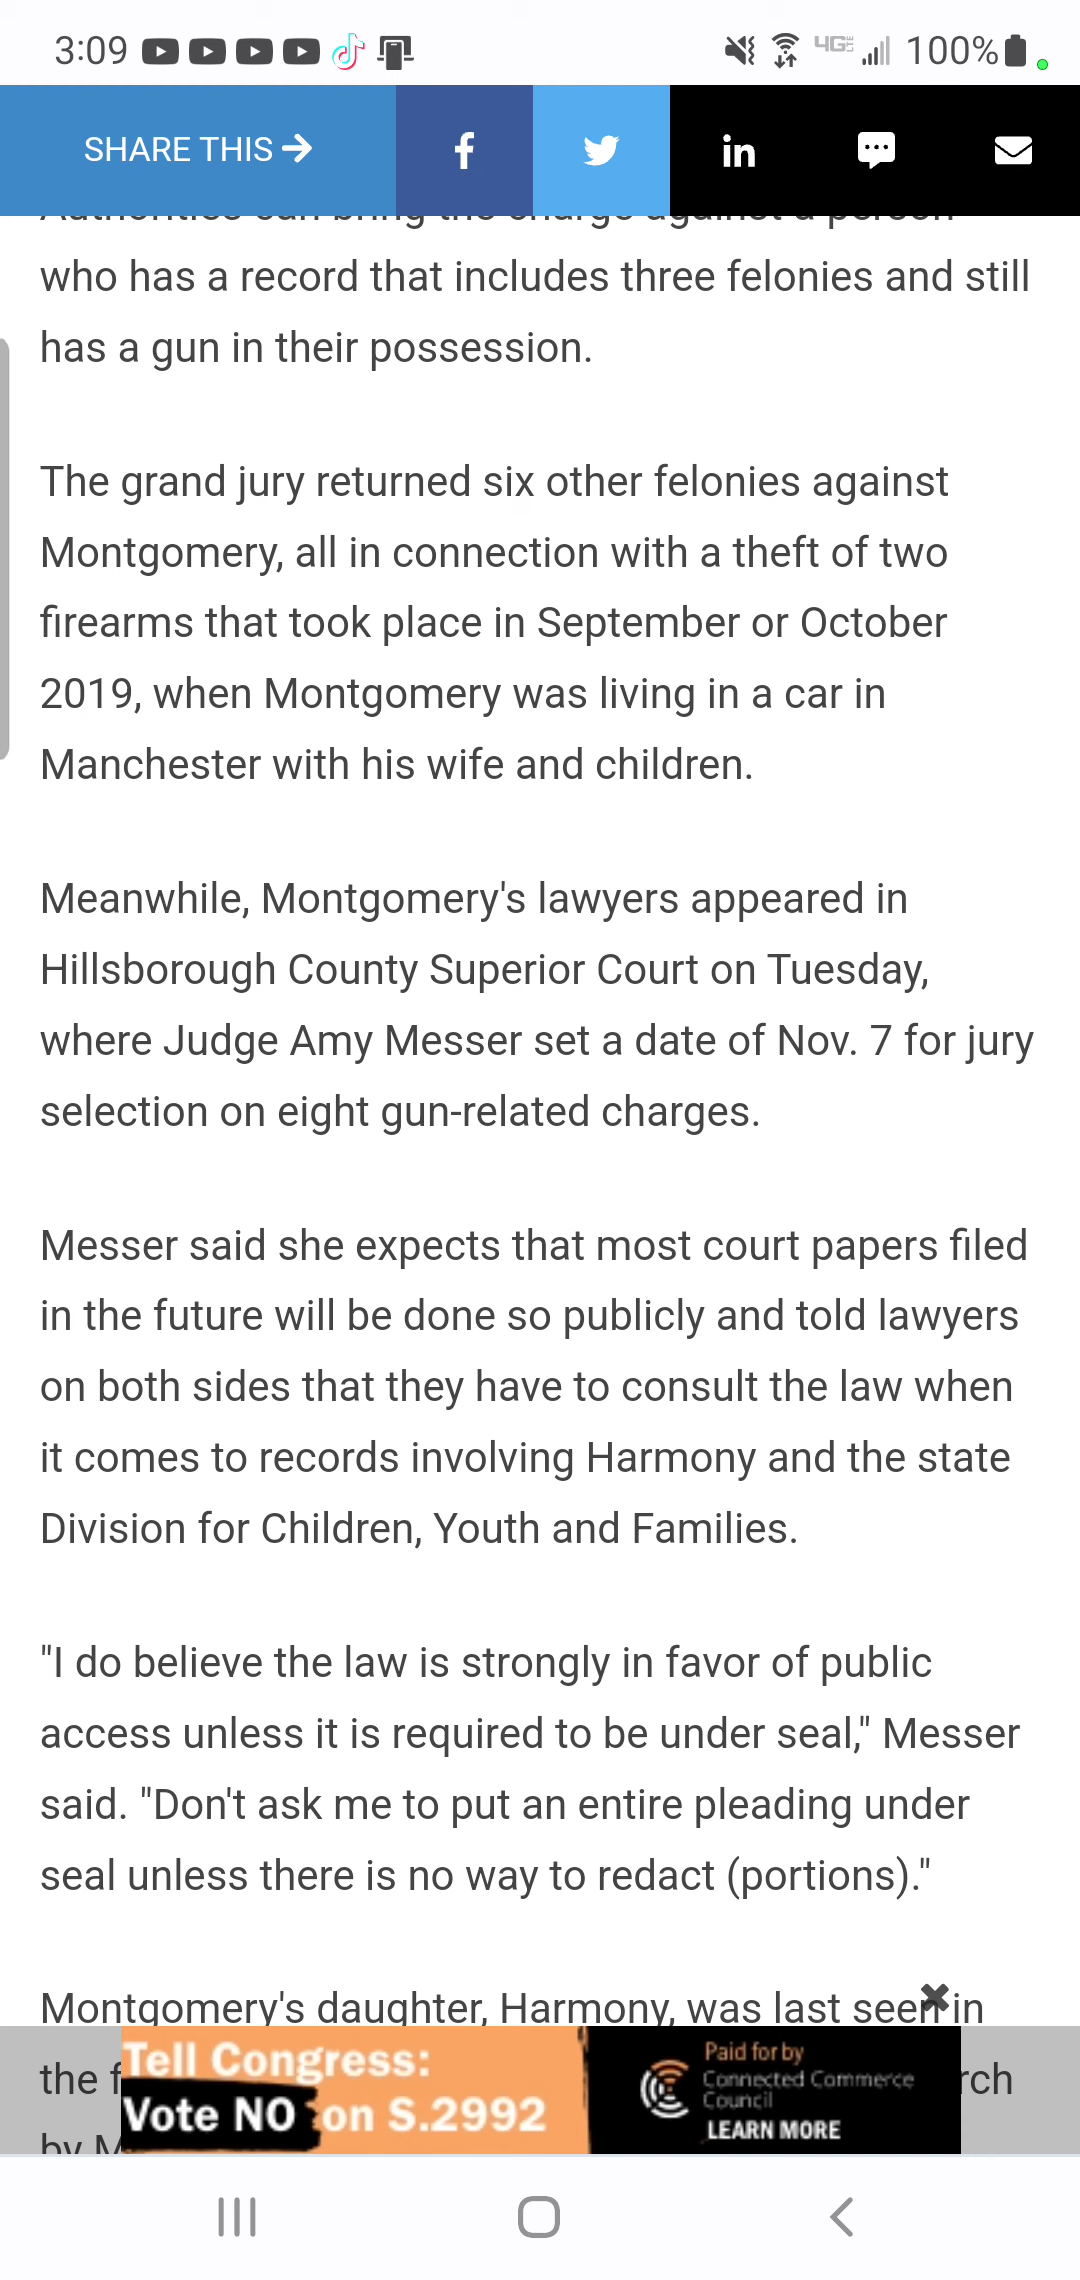 3:09
4G LTE
100%
SHARE THIS
f
in
Authorities can bring the charge against a person
who has a record that includes three felonies and still
has a gun in their possession.
The grand jury returned six other felonies against
Montgomery, all in connection with a theft of two
firearms that took place in September or October
2019, when Montgomery was living in a car in
Manchester with his wife and children.
Meanwhile, Montgomery's lawyers appeared in
Hillsborough County Superior Court on Tuesday,
where Judge Amy Messer set a date of Nov. 7 for jury
selection on eight gun-related charges.
Messer said she expects that most court papers filed
in the future will be done so publicly and told lawyers
on both sides that they have to consult the law when
it comes to records involving Harmony and the state
Division for Children, Youth and Families.
"I do believe the law is strongly in favor of public
access unless it is required to be under seal," Messer
said. "Don't ask me to put an entire pleading under
seal unless there is no way to redact (portions)."
Montgomery's daughter, Harmony, was last seen in
the f
rch
by M
Tell Congress:
Vote NO on S.2992
Paid for by
Connected Commerce
Council
LEARN MORE